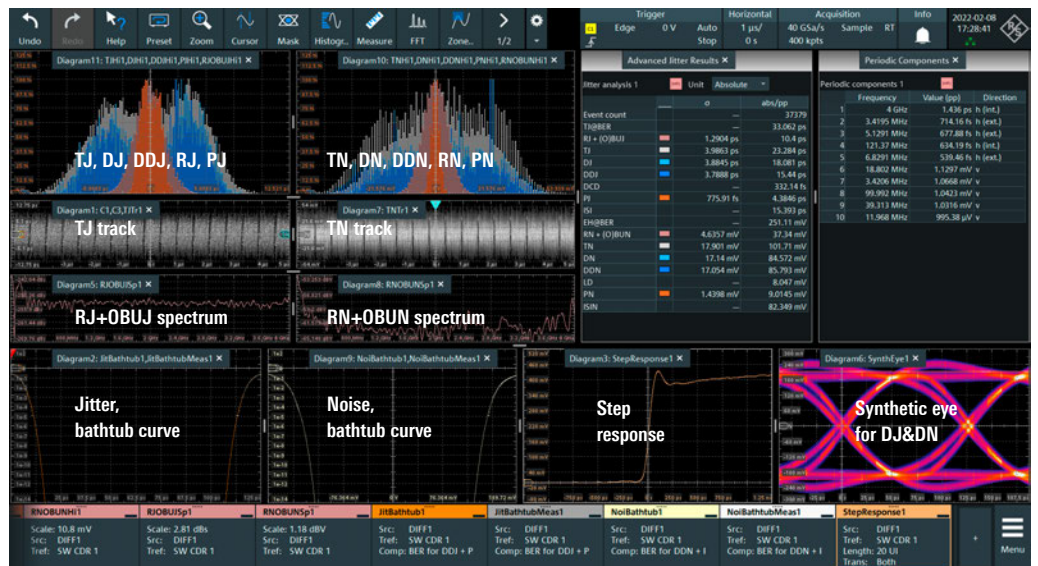 Trigger Horizontal Acquisition Info 2022-02-08
Edge 0 V Auto 1 µs/ 40 GSa/s Sample RT 17:28:41
Stop 0 s 400 kpts
Undo Redo Help Preset Zoom Cursor Mask Histogr.. Measure FFT Zone.. 1/2
Diagram11: TJHi1,DJHi1,DDJHi1,PJHi1,RJOBUJHi1 ×
TJ, DJ, DDJ, RJ, PJ
Diagram10: TNHi1,DNHi1,DDNHi1,PNHi1,RNOBUNHi1 ×
TN, DN, DDN, RN, PN
Diagram1: C1,C3,TJTr1 ×
TJ track
Diagram7: TNTr1 ×
TN track
Diagram5: RJOBUJSp1 ×
RJ+OBUJ spectrum
Diagram8: RNOBUNSp1 ×
RN+OBUN spectrum
Advanced Jitter Results ×
Jitter analysis 1 Unit Absolute
σ abs/pp
Event count -- 37379
TJ@BER -- 33.062 ps
RJ + (O)BUJ 1.2904 ps 10.4 ps
TJ 3.9863 ps 23.284 ps
DJ 3.8845 ps 18.081 ps
DDJ 3.7888 ps 15.44 ps
DCD -- 332.14 fs
PJ 775.91 fs 4.3846 ps
ISI -- 15.393 ps
EH@BER -- 251.11 mV
RN + (O)BUN 4.6357 mV 37.34 mV
TN 17.901 mV 101.71 mV
DN 17.14 mV 84.572 mV
DDN 17.054 mV 85.793 mV
LD -- 8.047 mV
PN 1.4398 mV 9.0145 mV
ISIN -- 82.349 mV
Periodic Components ×
Periodic components 1
Frequency Value (pp) Direction
1 4 GHz 1.436 ps h (int.)
2 3.4195 MHz 714.16 fs h (ext.)
3 5.1291 MHz 677.88 fs h (ext.)
4 121.37 MHz 634.19 fs h (int.)
5 6.8291 MHz 539.46 fs h (ext.)
6 18.802 MHz 1.1297 mV v
7 3.4206 MHz 1.0668 mV v
8 99.992 MHz 1.0423 mV v
9 39.313 MHz 1.0316 mV v
10 11.968 MHz 995.38 µV v
Diagram2: JitBathtub1,JitBathtubMeas1 ×
Jitter,
bathtub curve
Diagram9: NoiBathtub1,NoiBathtubMeas1 ×
Noise,
bathtub curve
Diagram3: StepResponse1 ×
Step
response
Diagram6: SynthEye1 ×
Synthetic eye
for DJ&DN
RNOBUNHi1
Scale: 10.8 mV
Src: DIFF1
Tref: SW CDR 1
RJOBUJSp1
Scale: 2.81 dBs
Src: DIFF1
Tref: SW CDR 1
RNOBUNSp1
Scale: 1.18 dBV
Src: DIFF1
Tref: SW CDR 1
JitBathtub1
Src: DIFF1
Tref: SW CDR 1
Comp: BER for DDJ + P
JitBathtubMeas1
Src: DIFF1
Tref: SW CDR 1
Comp: BER for DDJ + P
NoiBathtub1
Src: DIFF1
Tref: SW CDR 1
Comp: BER for DDN + I
NoiBathtubMeas1
Src: DIFF1
Tref: SW CDR 1
Comp: BER for DDN + I
StepResponse1
Src: DIFF1
Tref: SW CDR 1
Length: 20 UI
Trans: Both
+
Menu